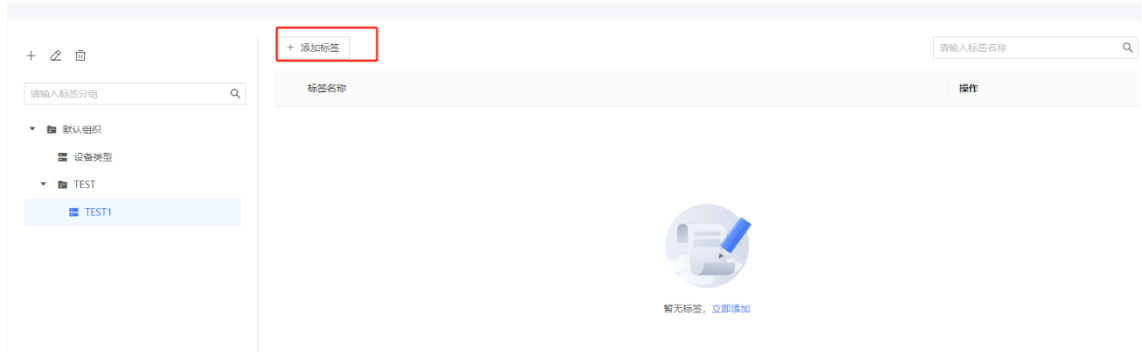 + 添加标签
请输入标签名称
请输入标签分组
标签名称
操作
默认组织
设备类型
TEST
TEST1
暂无标签，立即添加